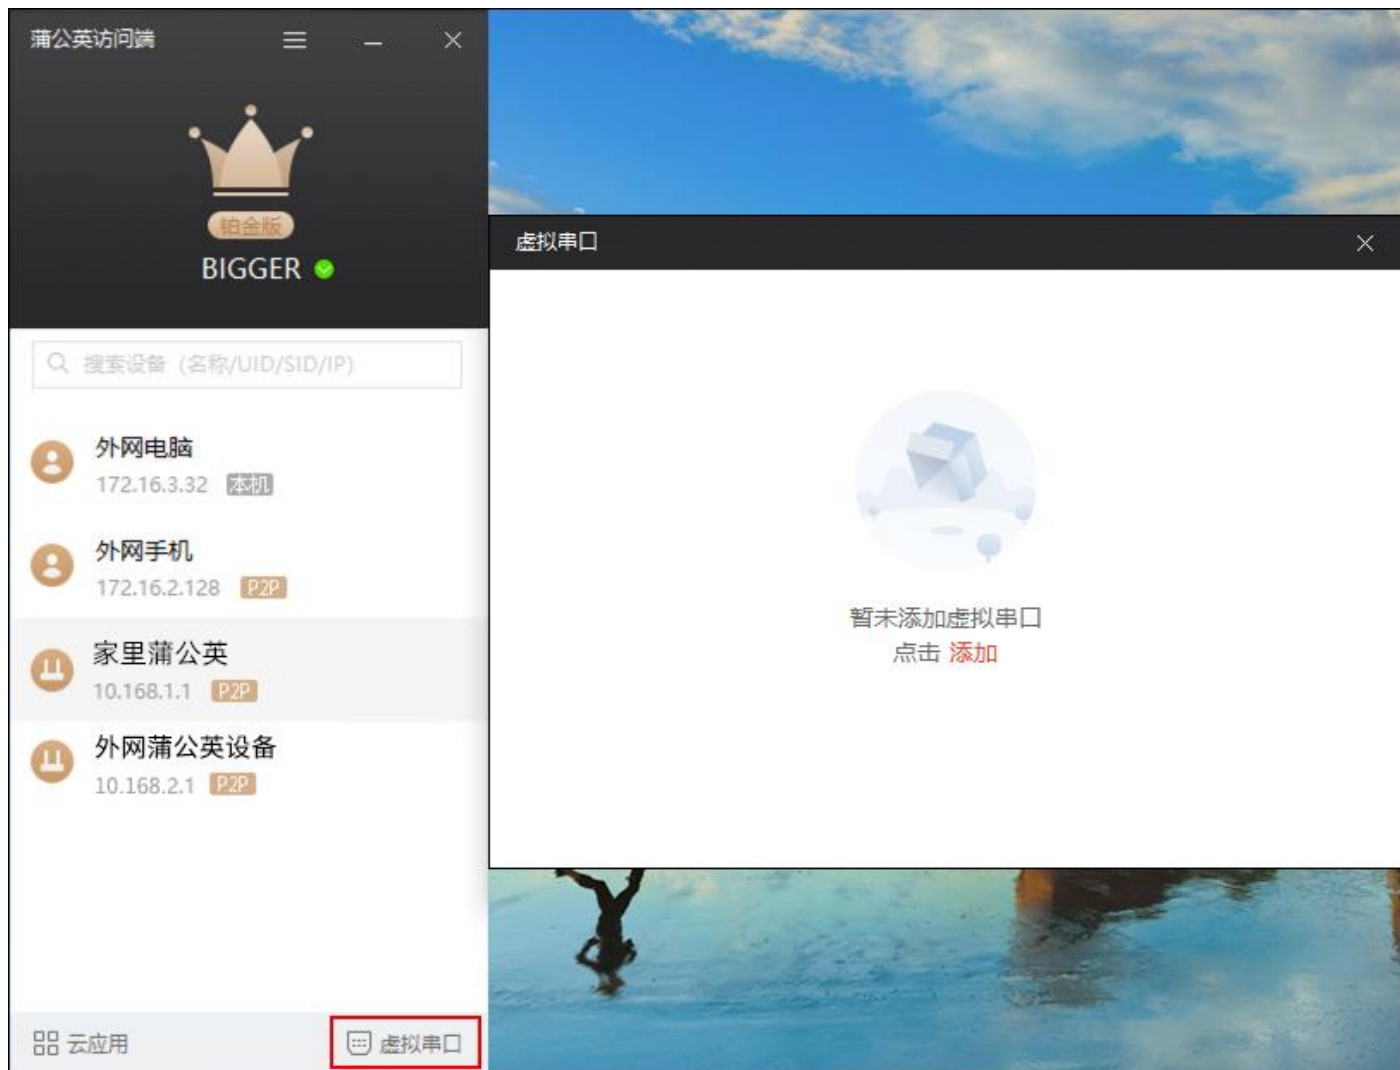 蒲公英访问端
铂金版
BIGGER
搜索设备 (名称/UID/SID/IP)
外网电脑
172.16.3.32 本机
外网手机
172.16.2.128 P2P
家里蒲公英
10.168.1.1 P2P
外网蒲公英设备
10.168.2.1 P2P
云应用
虚拟串口
虚拟串口
暂未添加虚拟串口
点击 添加